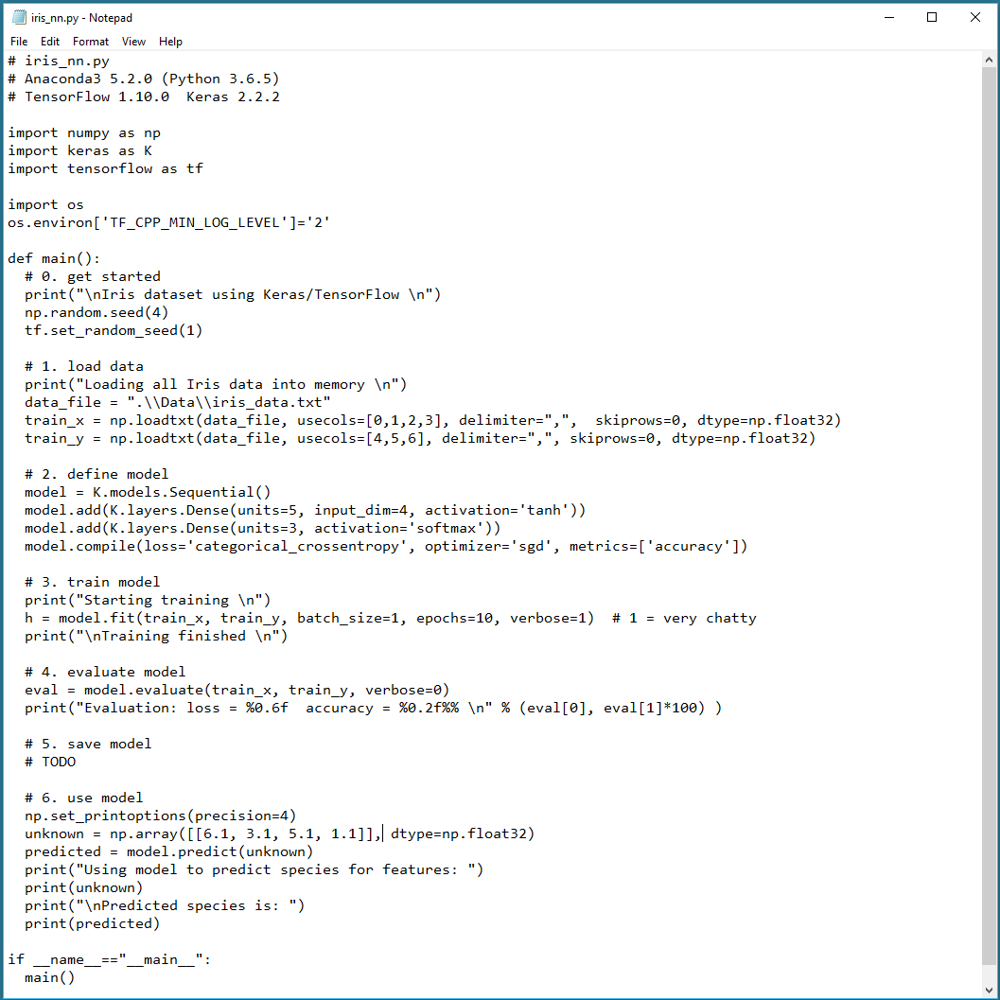 iris_nn.py - Notepad
File Edit Format View Help
# iris_nn.py
# Anaconda3 5.2.0 (Python 3.6.5)
# TensorFlow 1.10.0  Keras 2.2.2

import numpy as np
import keras as K
import tensorflow as tf

import os
os.environ['TF_CPP_MIN_LOG_LEVEL']='2'

def main():
  # 0. get started
  print("\nIris dataset using Keras/TensorFlow \n")
  np.random.seed(4)
  tf.set_random_seed(1)

  # 1. load data
  print("Loading all Iris data into memory \n")
  data_file = ".\\Data\\iris_data.txt"
  train_x = np.loadtxt(data_file, usecols=[0,1,2,3], delimiter=",",  skiprows=0, dtype=np.float32)
  train_y = np.loadtxt(data_file, usecols=[4,5,6], delimiter=",", skiprows=0, dtype=np.float32)

  # 2. define model
  model = K.models.Sequential()
  model.add(K.layers.Dense(units=5, input_dim=4, activation='tanh'))
  model.add(K.layers.Dense(units=3, activation='softmax'))
  model.compile(loss='categorical_crossentropy', optimizer='sgd', metrics=['accuracy'])

  # 3. train model
  print("Starting training \n")
  h = model.fit(train_x, train_y, batch_size=1, epochs=10, verbose=1)  # 1 = very chatty
  print("\nTraining finished \n")

  # 4. evaluate model
  eval = model.evaluate(train_x, train_y, verbose=0)
  print("Evaluation: loss = %0.6f  accuracy = %0.2f%% \n" % (eval[0], eval[1]*100) )

  # 5. save model
  # TODO

  # 6. use model
  np.set_printoptions(precision=4)
  unknown = np.array([[6.1, 3.1, 5.1, 1.1]], dtype=np.float32)
  predicted = model.predict(unknown)
  print("Using model to predict species for features: ")
  print(unknown)
  print("\nPredicted species is: ")
  print(predicted)

if __name__=="__main__":
  main()